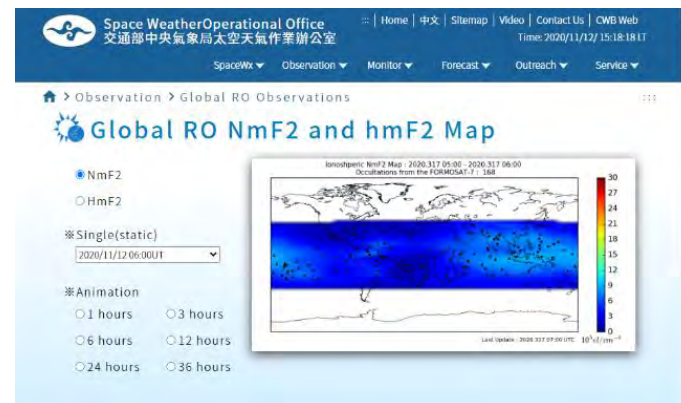 Space WeatherOperational Office
交通部中央氣象局太空天氣作業辦公室
::: | Home | 中文 | Sitemap | Video | Contact Us | CWB Web
Time: 2020/11/12/ 15:18:18 LT
SpaceWx Observation Monitor Forecast Outreach Service
> Observation > Global RO Observations
:::
Global RO NmF2 and hmF2 Map
NmF2
HmF2
※Single(static)
2020/11/12 06:00UT
※Animation
1 hours 3 hours
6 hours 12 hours
24 hours 36 hours
Ionoshperic NmF2 Map : 2020.317 05:00 - 2020.317 06:00
Occultations from the FORMOSAT-7 : 168
30
27
24
21
18
15
12
9
6
3
0
Last Update : 2020.317 07:00 UTC
10⁵el/cm⁻³